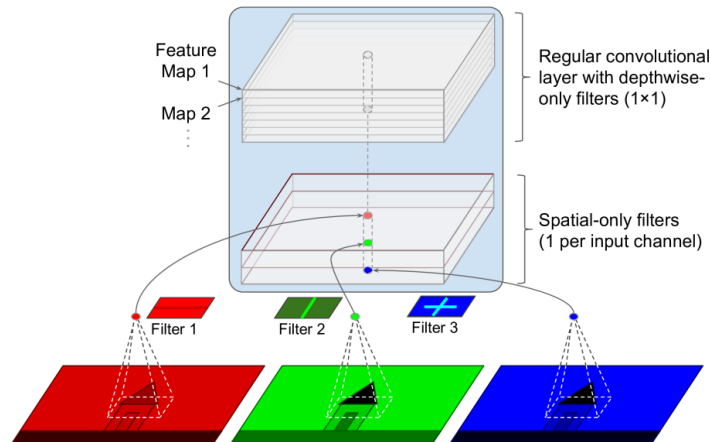 Feature
Map 1
Map 2
⋮
Regular convolutional
layer with depthwise-
only filters (1×1)
Spatial-only filters
(1 per input channel)
Filter 1
Filter 2
Filter 3